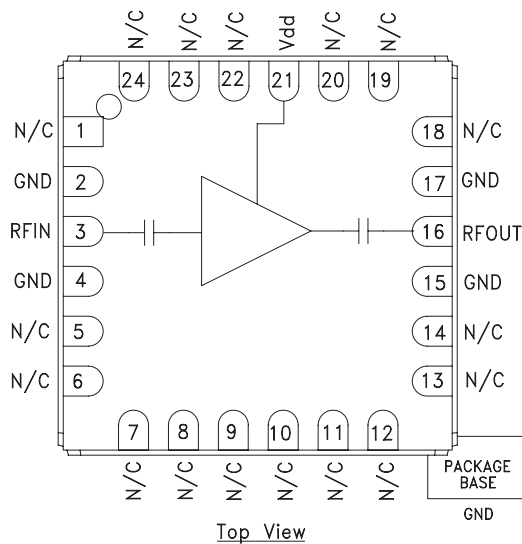 N/C N/C N/C Vdd N/C N/C
24 23 22 21 20 19
N/C 1 18 N/C
GND 2 17 GND
RFIN 3 16 RFOUT
GND 4 15 GND
N/C 5 14 N/C
N/C 6 13 N/C
7 8 9 10 11 12
N/C N/C N/C N/C N/C N/C
PACKAGE
BASE
GND
Top View